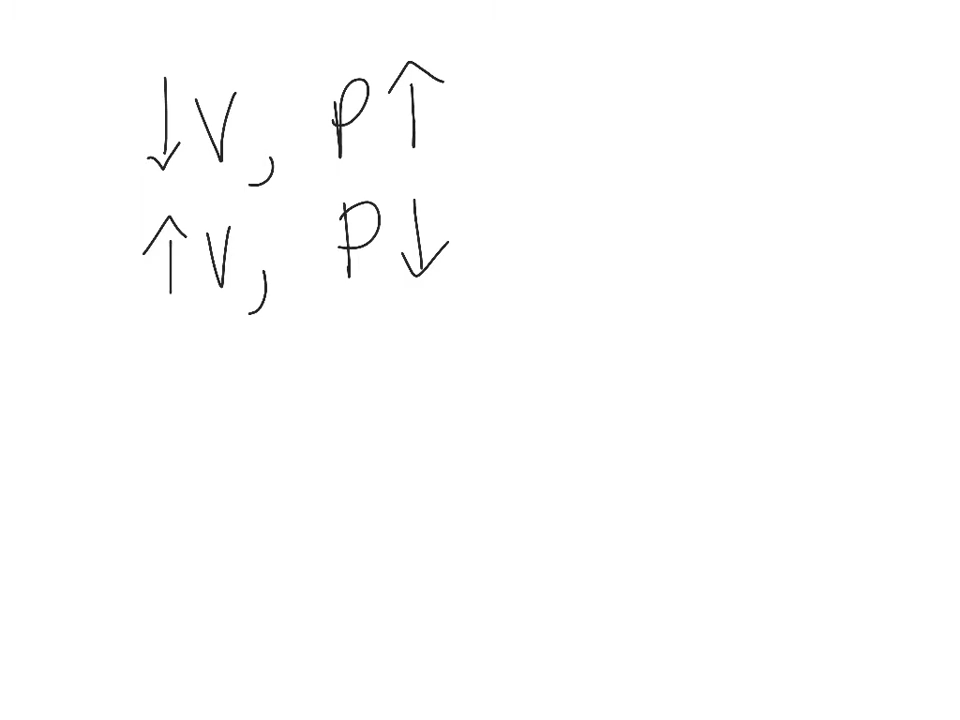 ↓V, P↑
↑V, P↓